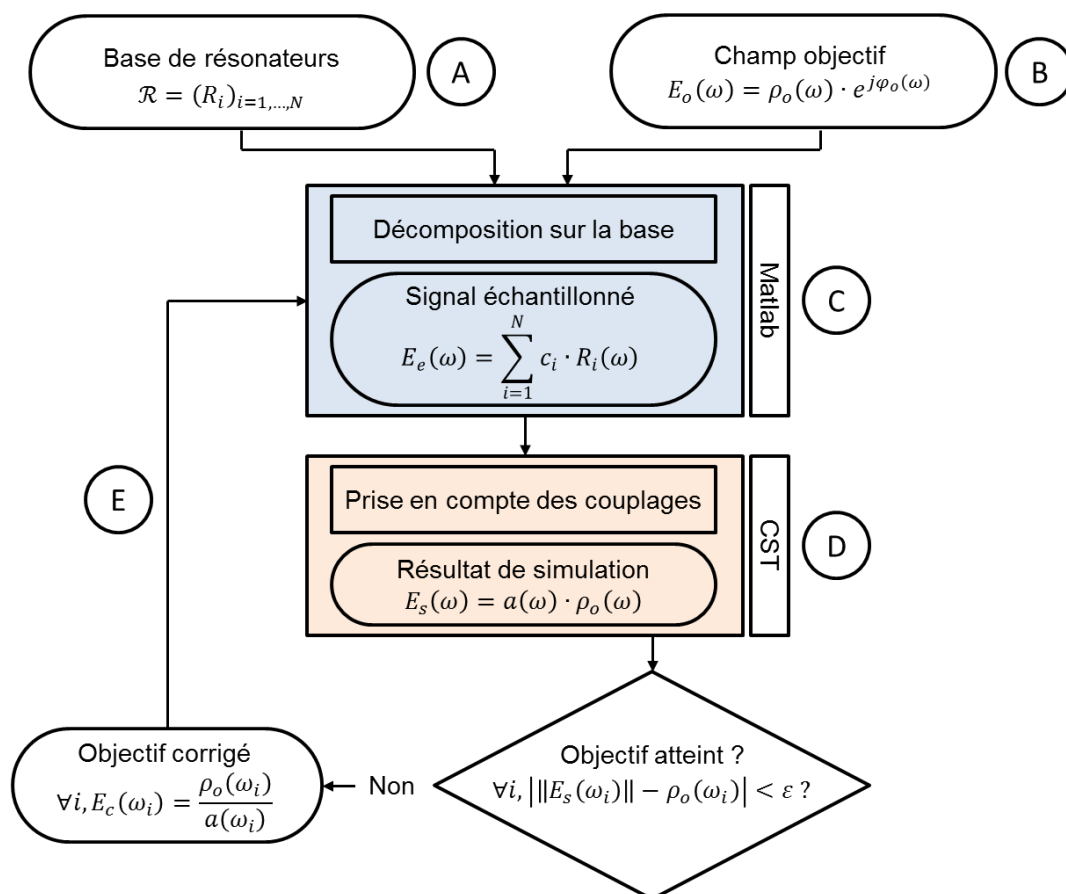 Base de résonateurs
ℛ = (R_i)_{i=1,…,N}
A
Champ objectif
E_o(ω) = ρ_o(ω) · e^{jφ_o(ω)}
B
Décomposition sur la base
Signal échantillonné
E_e(ω) = ∑_{i=1}^{N} c_i · R_i(ω)
Matlab
C
Prise en compte des couplages
Résultat de simulation
E_s(ω) = a(ω) · ρ_o(ω)
CST
D
E
Objectif atteint ?
∀i, |‖E_s(ω_i)‖ − ρ_o(ω_i)| < ε ?
Non
Objectif corrigé
∀i, E_c(ω_i) = ρ_o(ω_i) / a(ω_i)